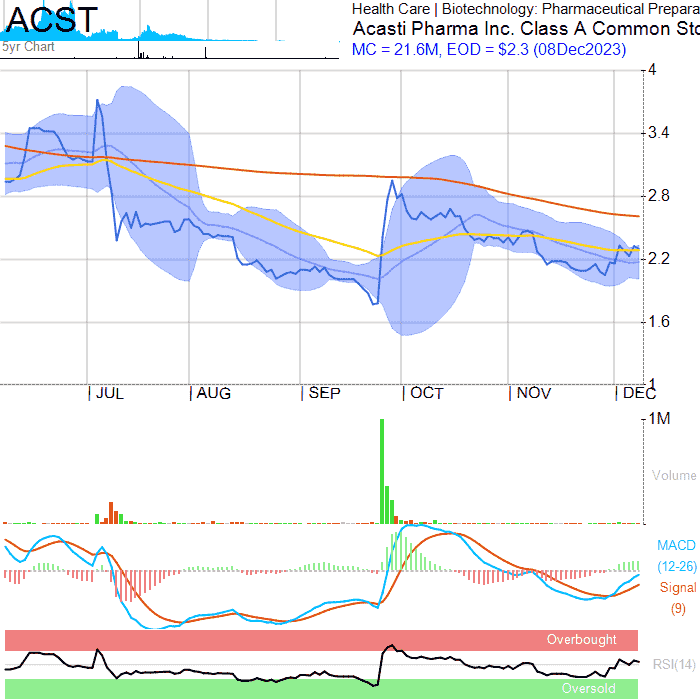 ACST
5yr Chart
Health Care | Biotechnology: Pharmaceutical Prepara
Acasti Pharma Inc. Class A Common Sto
MC = 21.6M, EOD = $2.3 (08Dec2023)
4
3.4
2.8
2.2
1.6
1
JUL AUG SEP OCT NOV DEC
1M
Volume
MACD
(12-26)
Signal
(9)
Overbought
RSI(14)
Oversold